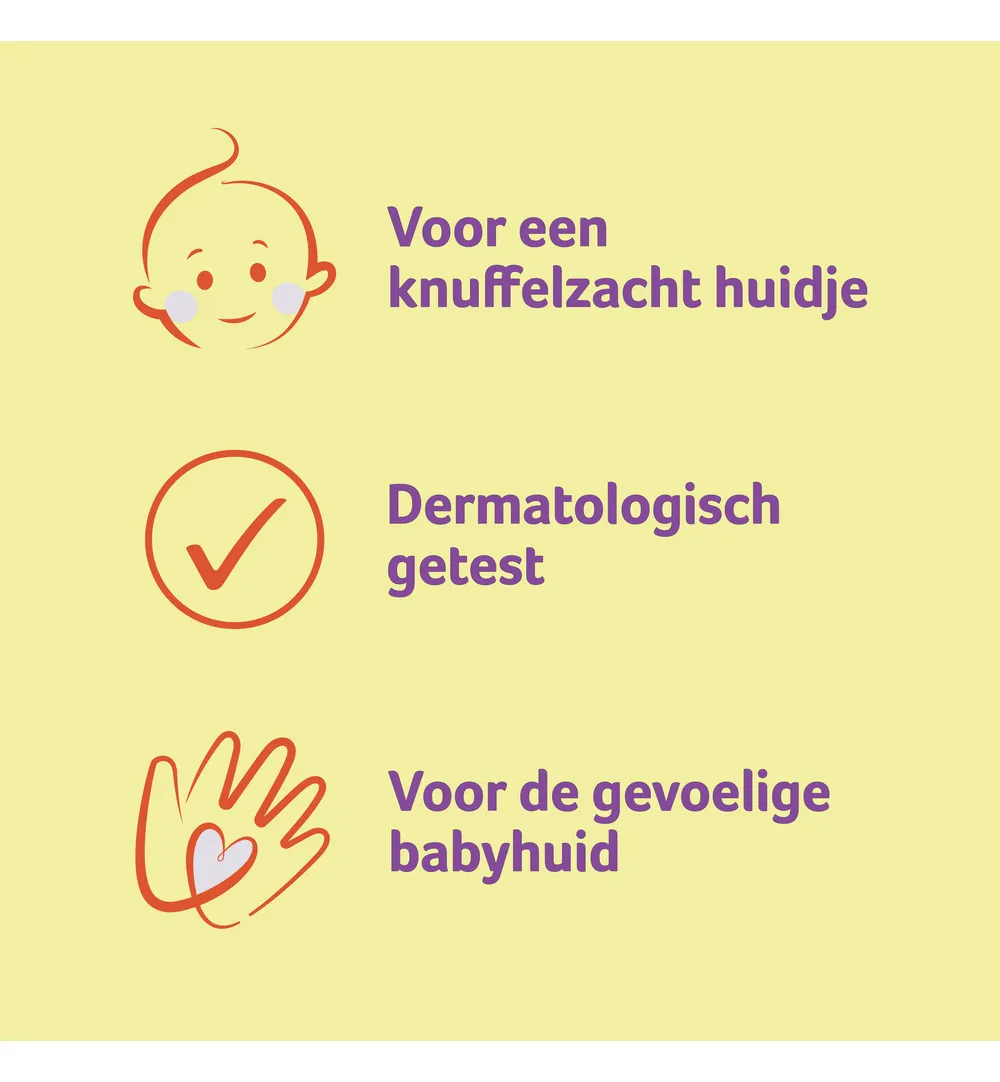 Voor een
knuffelzacht huidje
Dermatologisch
getest
Voor de gevoelige
babyhuid